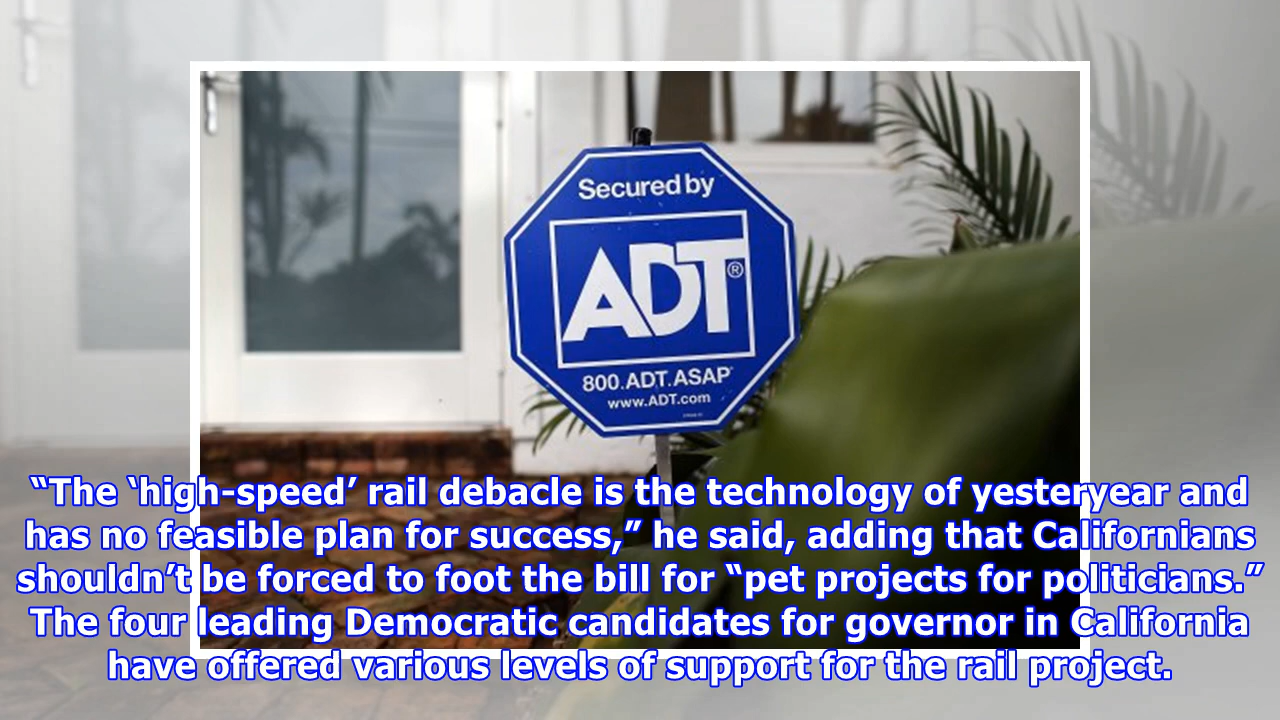 Secured by
ADT®
800.ADT.ASAP
www.ADT.com
“The ‘high-speed’ rail debacle is the technology of yesteryear and
has no feasible plan for success,” he said, adding that Californians
shouldn’t be forced to foot the bill for “pet projects for politicians.”
The four leading Democratic candidates for governor in California
have offered various levels of support for the rail project.